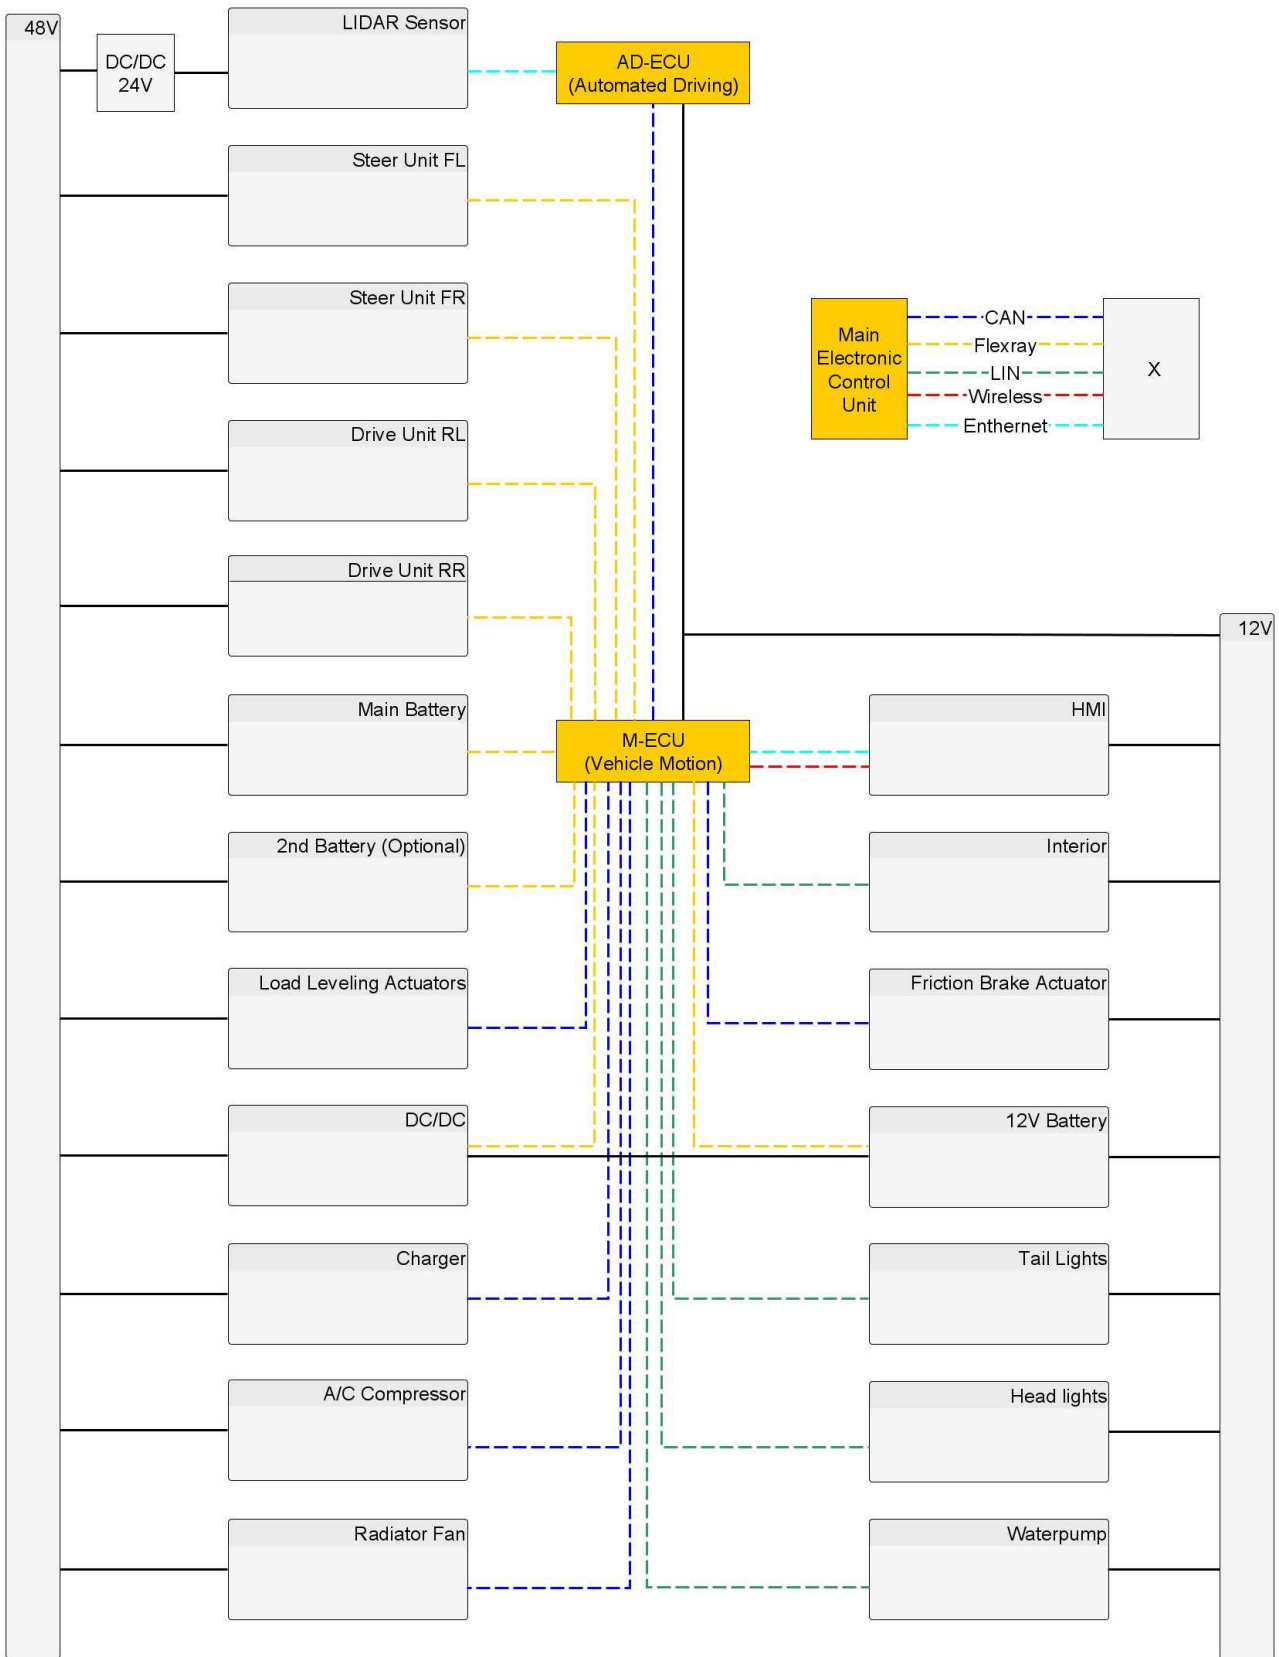 48V
DC/DC
24V
LIDAR Sensor
AD-ECU
(Automated Driving)
Steer Unit FL
Steer Unit FR
Main
Electronic
Control
Unit
CAN
Flexray
LIN
Wireless
Enthernet
X
Drive Unit RL
Drive Unit RR
12V
Main Battery
M-ECU
(Vehicle Motion)
HMI
2nd Battery (Optional)
Interior
Load Leveling Actuators
Friction Brake Actuator
DC/DC
12V Battery
Charger
Tail Lights
A/C Compressor
Head lights
Radiator Fan
Waterpump